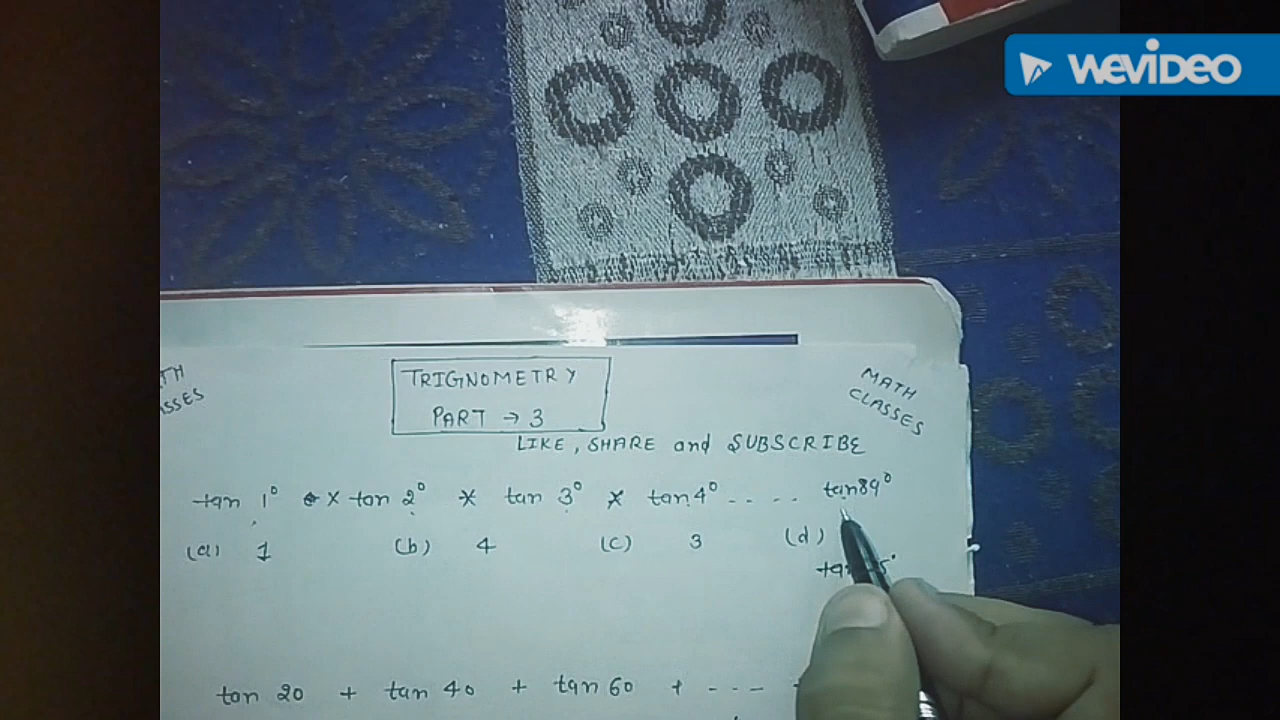 WEVIDEO
TRIGNOMETRY
PART → 3
MATH
CLASSES
LIKE, SHARE and SUBSCRIBE
tan 1° × tan 2° × tan 3° × tan 4° - - - - tan 89°
(a) 1 (b) 4 (c) 3 (d)
tan 20 + tan 40 + tan 60 + - - -